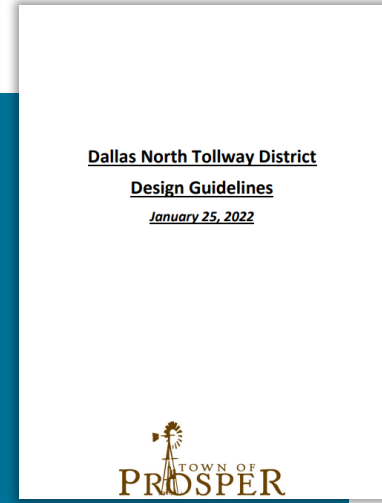 Dallas North Tollway District
Design Guidelines
January 25, 2022
TOWN OF
PROSPER